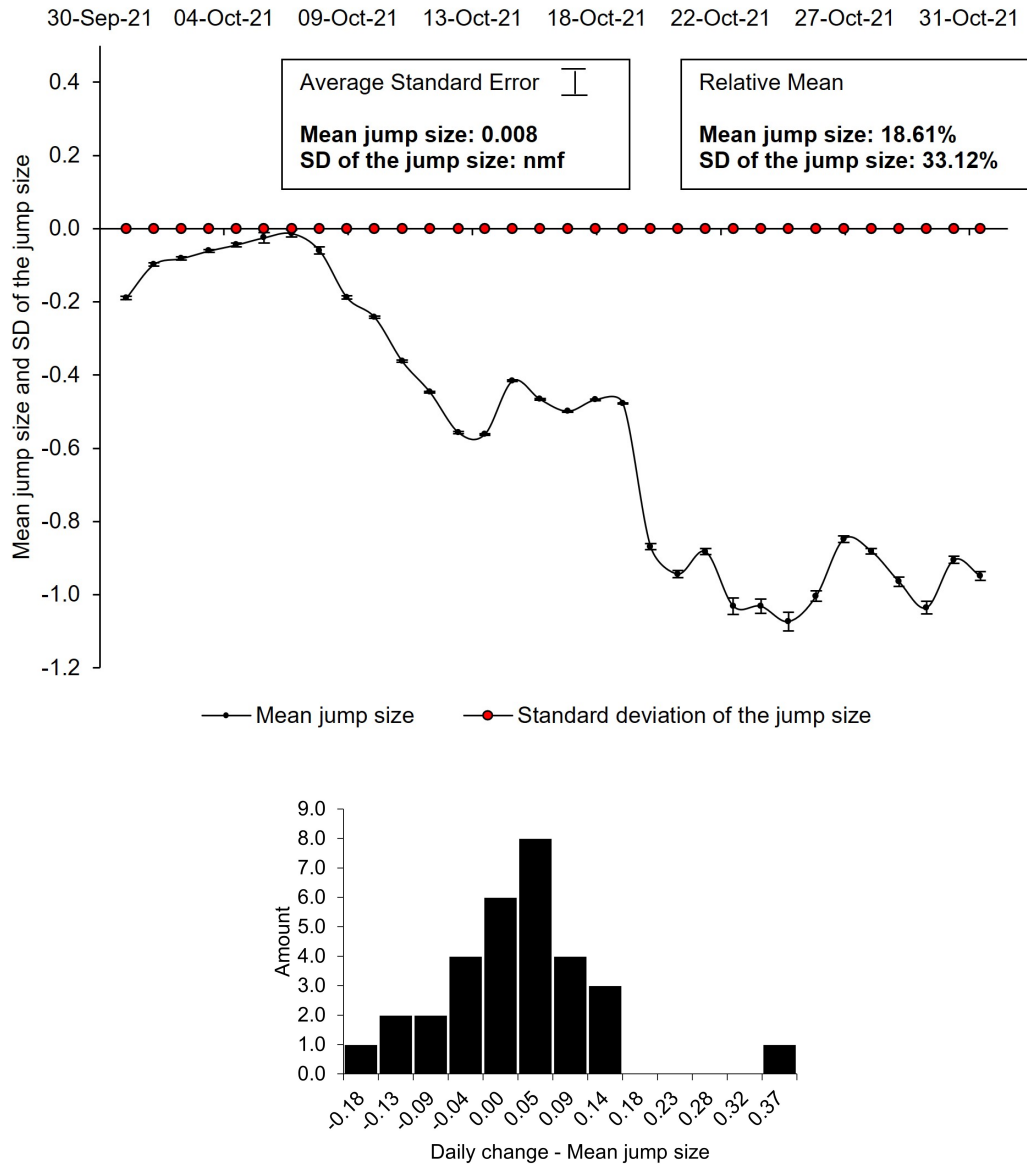 30-Sep-21 04-Oct-21 09-Oct-21 13-Oct-21 18-Oct-21 22-Oct-21 27-Oct-21 31-Oct-21
0.4
0.2
0.0
-0.2
-0.4
-0.6
-0.8
-1.0
-1.2
Mean jump size and SD of the jump size
Average Standard Error
Mean jump size: 0.008
SD of the jump size: nmf
Relative Mean
Mean jump size: 18.61%
SD of the jump size: 33.12%
Mean jump size
Standard deviation of the jump size
9.0
8.0
7.0
6.0
5.0
4.0
3.0
2.0
1.0
0.0
Amount
-0.18 -0.13 -0.09 -0.04 0.00 0.05 0.09 0.14 0.18 0.23 0.28 0.32 0.37
Daily change - Mean jump size